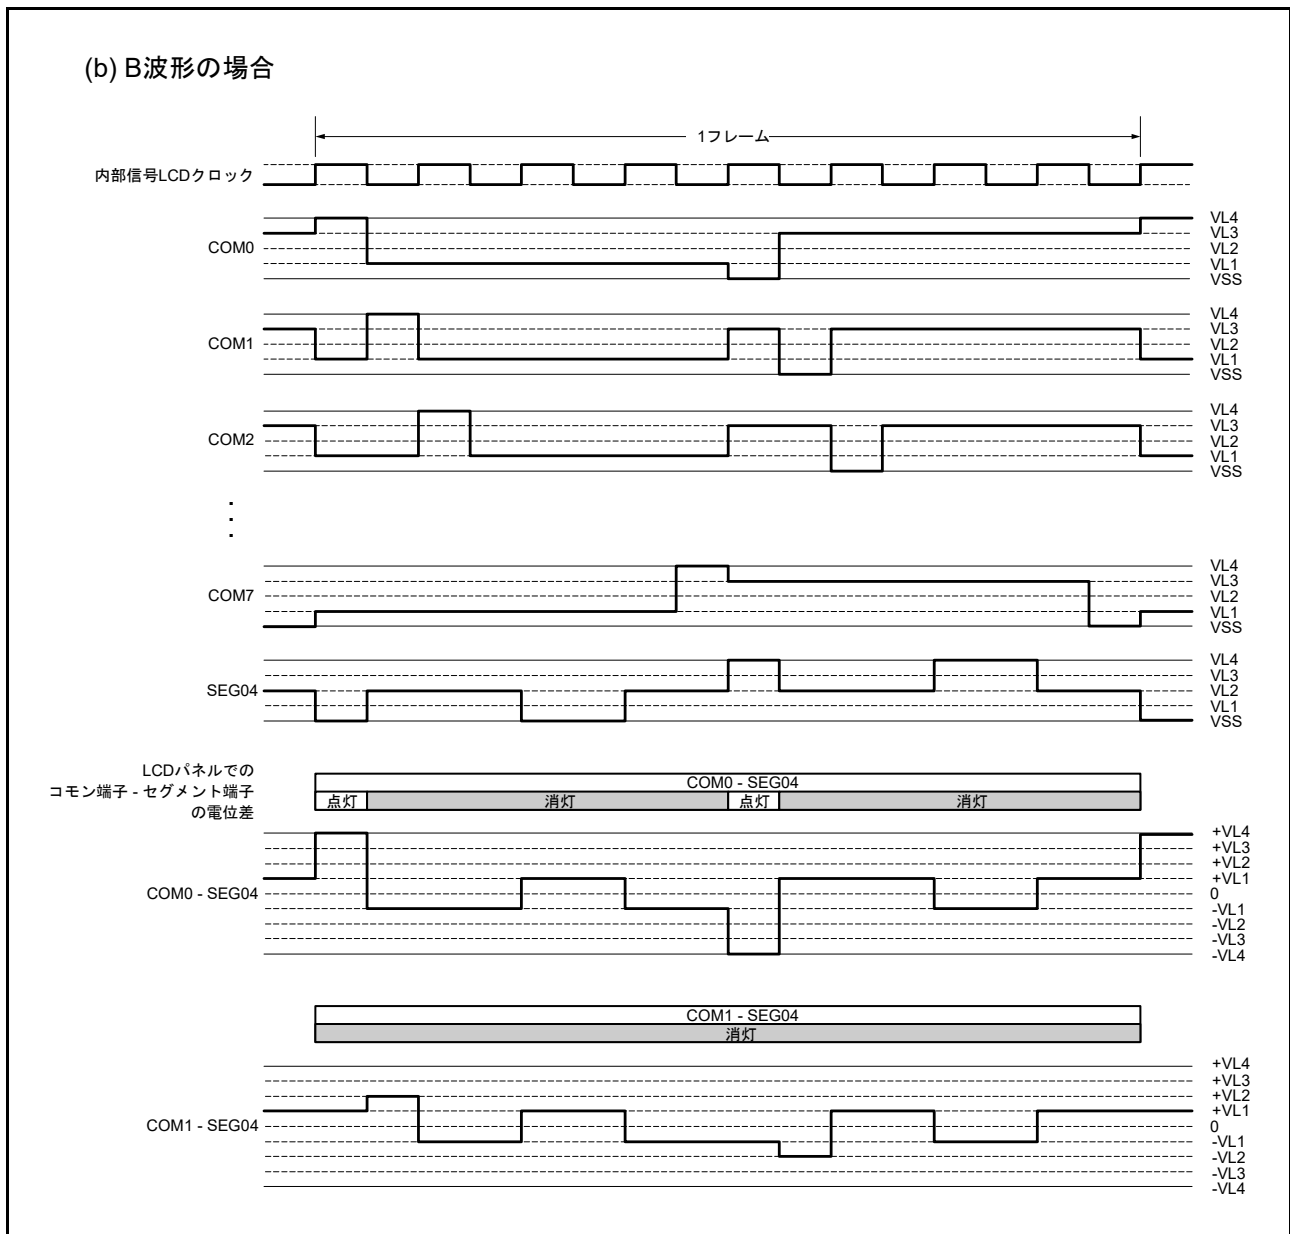 (b) B波形の場合
1フレーム
内部信号LCDクロック
COM0
VL4
VL3
VL2
VL1
VSS
COM1
VL4
VL3
VL2
VL1
VSS
COM2
VL4
VL3
VL2
VL1
VSS
COM7
VL4
VL3
VL2
VL1
VSS
SEG04
VL4
VL3
VL2
VL1
VSS
LCDパネルでの
コモン端子 - セグメント端子
の電位差
COM0 - SEG04
点灯 消灯 点灯 消灯
COM0 - SEG04
+VL4
+VL3
+VL2
+VL1
0
-VL1
-VL2
-VL3
-VL4
COM1 - SEG04
消灯
COM1 - SEG04
+VL4
+VL3
+VL2
+VL1
0
-VL1
-VL2
-VL3
-VL4